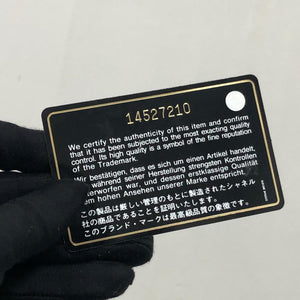 14527210
We certify the authenticity of this item and confirm
that it has been subjected to the most exacting quality
control. Its high quality is a symbol of the fine reputation
of the Trademark.
Wir bestätigen, dass es sich um einen Artikel handelt,
während seiner Herstellung strengsten Kontrollen
worfen war, und dessen erstklassige Qualität
hohen Ansehen unserer Marke entspricht.
この製品は厳しい管理のもとに製造されたシャネル
社の商品であることを証明いたします。
このブランド・マークは最高級品質の象徴です。